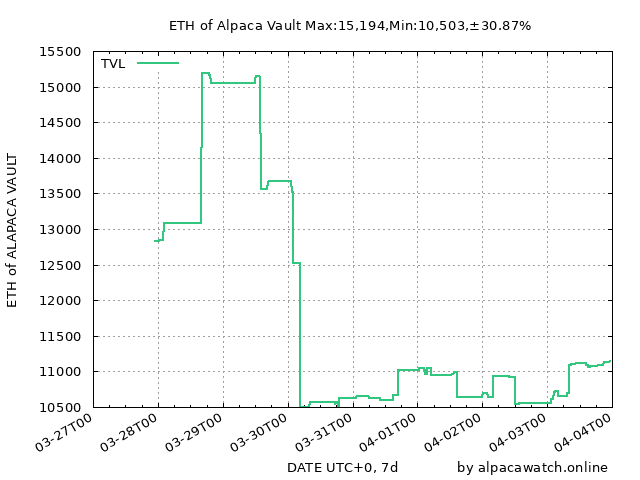 ETH of Alpaca Vault Max:15,194,Min:10,503,±30.87%
TVL
ETH of ALAPACA VAULT
15500
15000
14500
14000
13500
13000
12500
12000
11500
11000
10500
03-27T00
03-28T00
03-29T00
03-30T00
03-31T00
04-01T00
04-02T00
04-03T00
04-04T00
DATE UTC+0, 7d
by alpacawatch.online